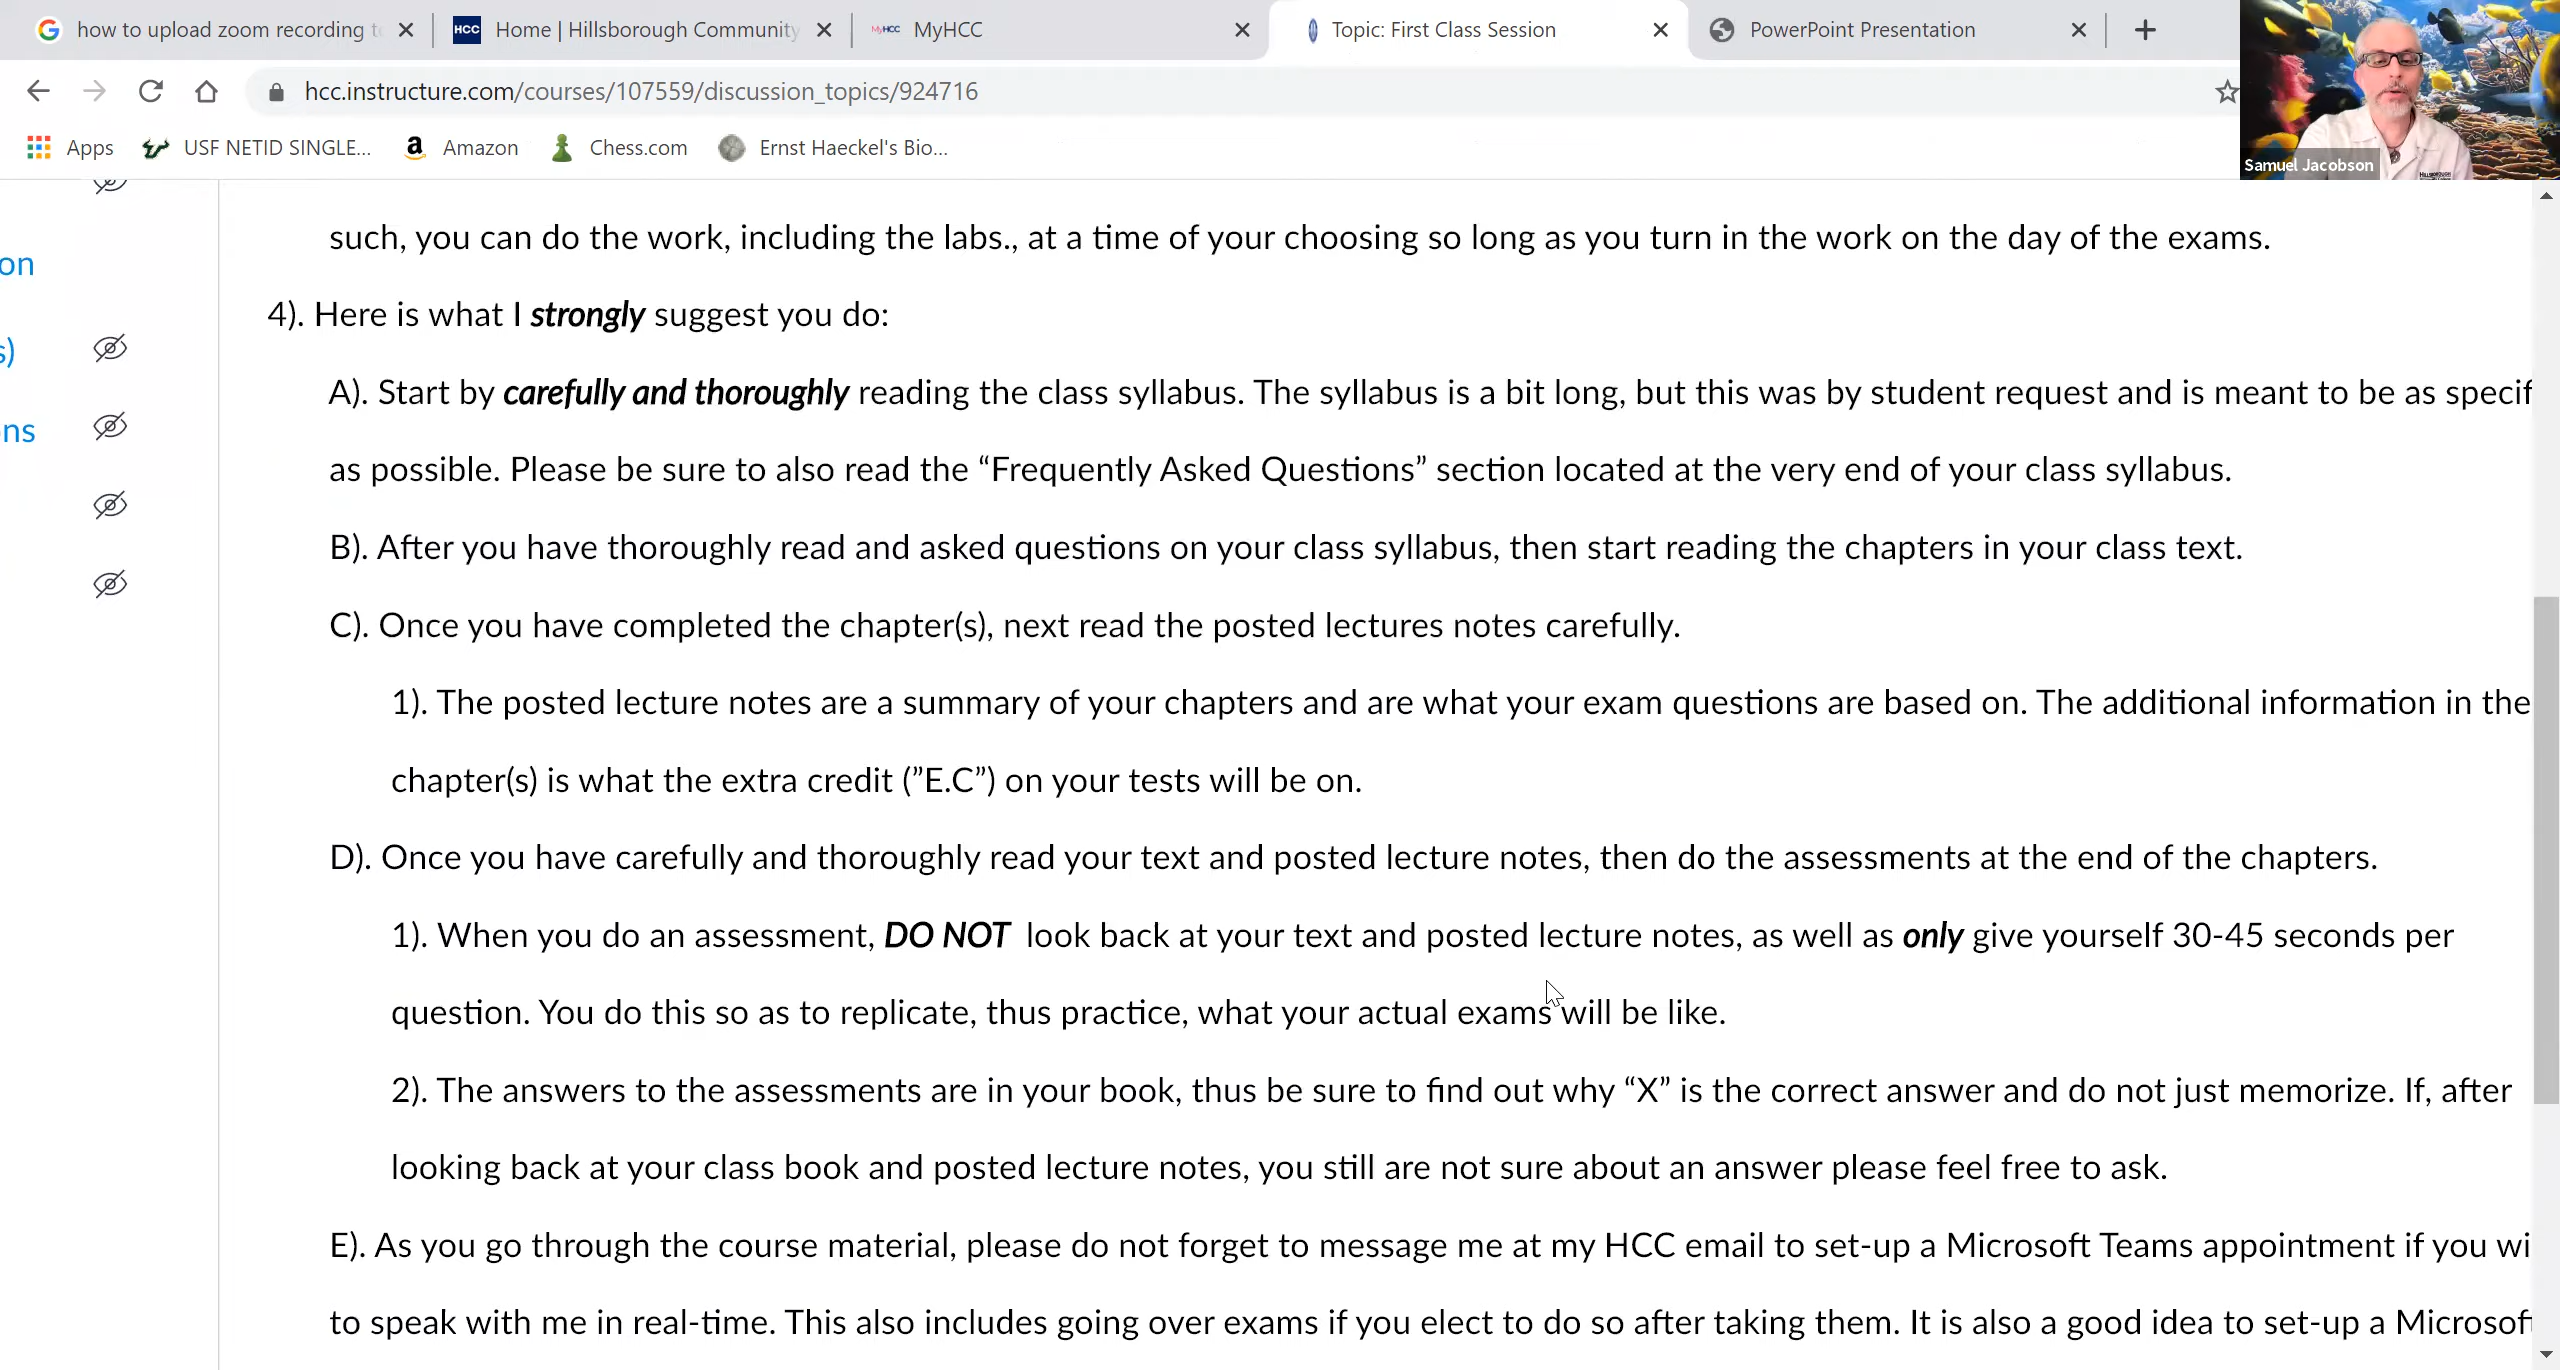 how to upload zoom recording t
HCC
Home | Hillsborough Community
MyHCC
MyHCC
Topic: First Class Session
PowerPoint Presentation
hcc.instructure.com/courses/107559/discussion_topics/924716
Apps
USF NETID SINGLE...
Amazon
Chess.com
Ernst Haeckel's Bio...
Samuel Jacobson
on
s)
ns
such, you can do the work, including the labs., at a time of your choosing so long as you turn in the work on the day of the exams.
4). Here is what I strongly suggest you do:
A). Start by carefully and thoroughly reading the class syllabus. The syllabus is a bit long, but this was by student request and is meant to be as specif
as possible. Please be sure to also read the “Frequently Asked Questions” section located at the very end of your class syllabus.
B). After you have thoroughly read and asked questions on your class syllabus, then start reading the chapters in your class text.
C). Once you have completed the chapter(s), next read the posted lectures notes carefully.
1). The posted lecture notes are a summary of your chapters and are what your exam questions are based on. The additional information in the
chapter(s) is what the extra credit (”E.C”) on your tests will be on.
D). Once you have carefully and thoroughly read your text and posted lecture notes, then do the assessments at the end of the chapters.
1). When you do an assessment, DO NOT look back at your text and posted lecture notes, as well as only give yourself 30-45 seconds per
question. You do this so as to replicate, thus practice, what your actual exams will be like.
2). The answers to the assessments are in your book, thus be sure to find out why “X” is the correct answer and do not just memorize. If, after
looking back at your class book and posted lecture notes, you still are not sure about an answer please feel free to ask.
E). As you go through the course material, please do not forget to message me at my HCC email to set-up a Microsoft Teams appointment if you wi
to speak with me in real-time. This also includes going over exams if you elect to do so after taking them. It is also a good idea to set-up a Microsof